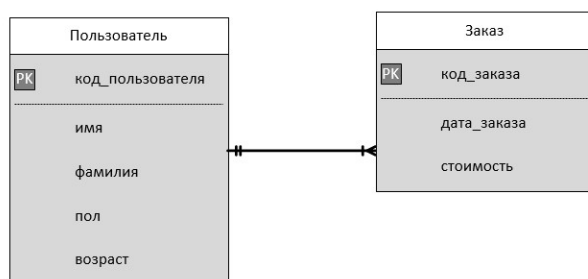 Пользователь
PK код_пользователя
имя
фамилия
пол
возраст
Заказ
PK код_заказа
дата_заказа
стоимость